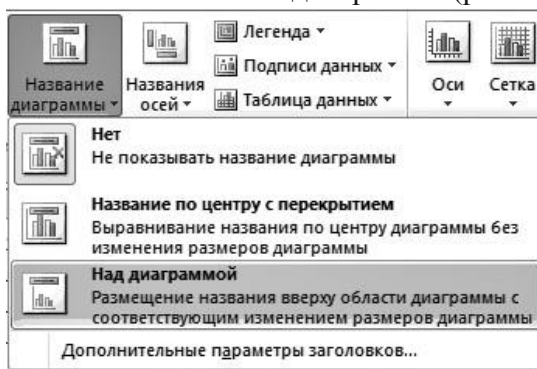 Название диаграммы
Названия осей
Легенда
Подписи данных
Таблица данных
Оси
Сетка
Нет
Не показывать название диаграммы
Название по центру с перекрытием
Выравнивание названия по центру диаграммы без
изменения размеров диаграммы
Над диаграммой
Размещение названия вверху области диаграммы с
соответствующим изменением размеров диаграммы
Дополнительные параметры заголовков...